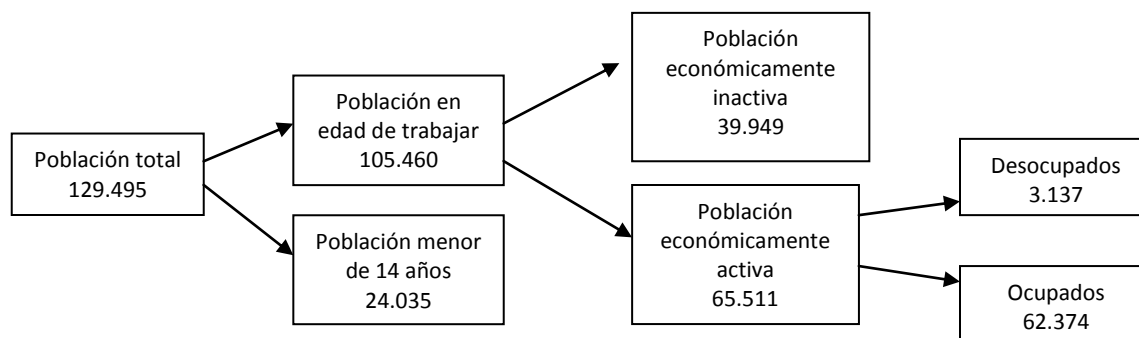 Población total
129.495
Población en
edad de trabajar
105.460
Población menor
de 14 años
24.035
Población
económicamente
inactiva
39.949
Población
económicamente
activa
65.511
Desocupados
3.137
Ocupados
62.374